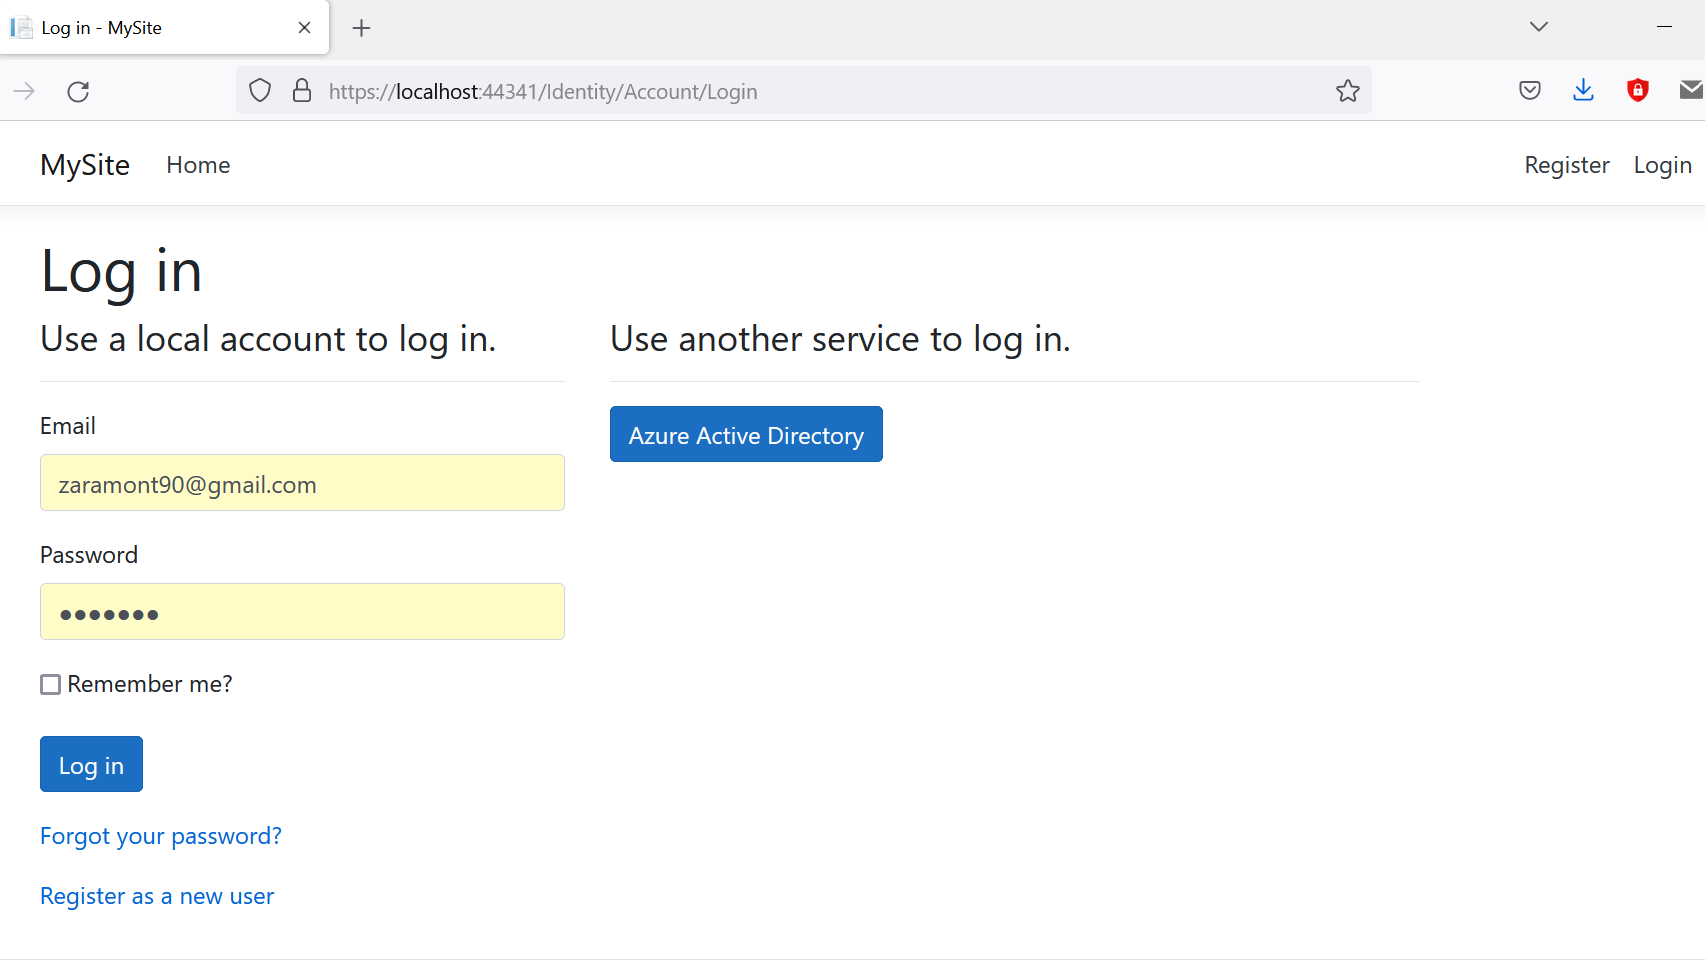 Log in - MySite
https://localhost:44341/Identity/Account/Login
MySite Home Register Login
Log in
Use a local account to log in.
Use another service to log in.
Email
zaramont90@gmail.com
Password
●●●●●●●
Remember me?
Log in
Forgot your password?
Register as a new user
Azure Active Directory